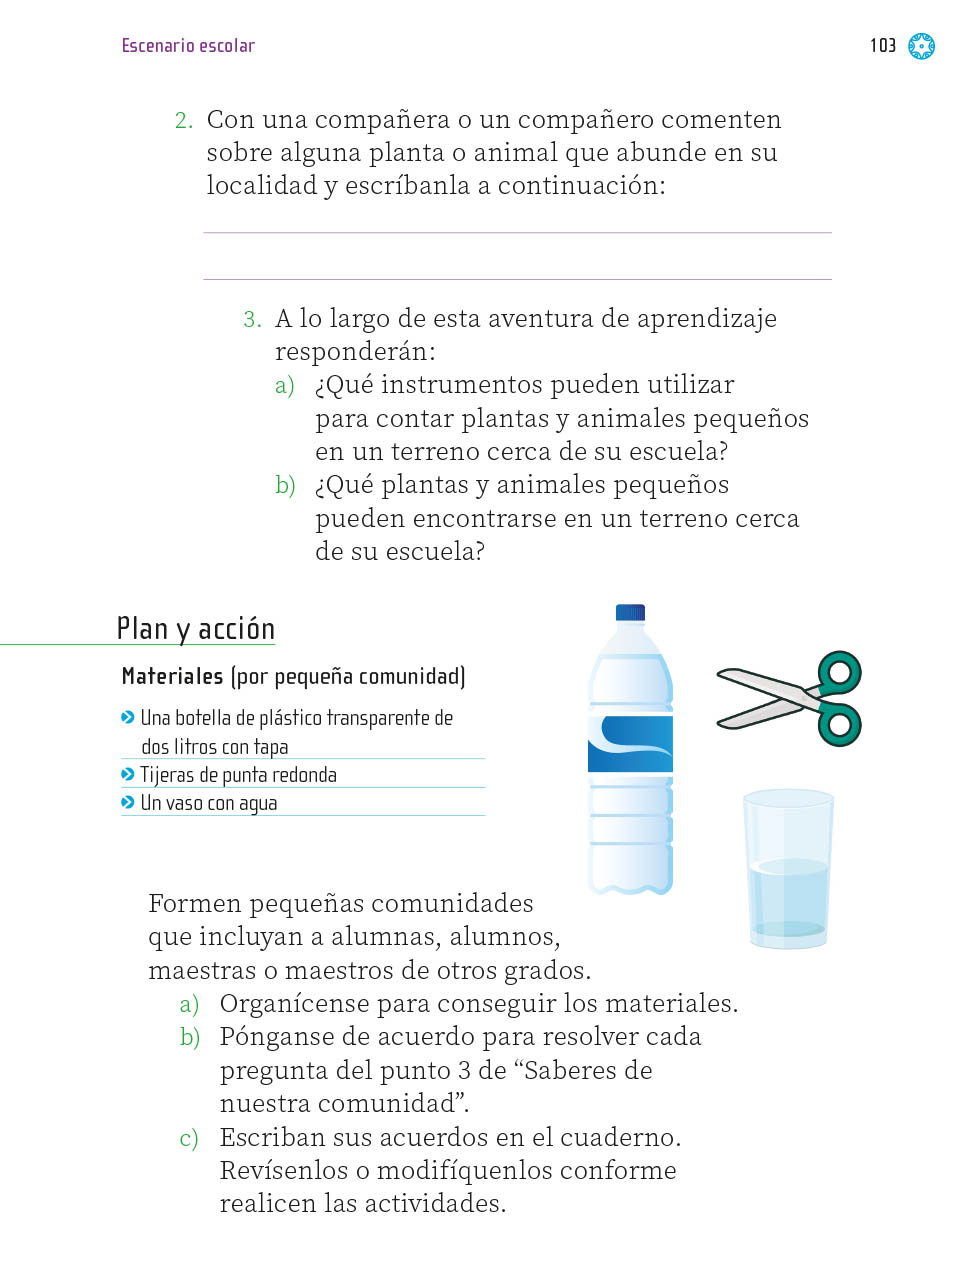 Escenario escolar
103
2. Con una compañera o un compañero comenten
sobre alguna planta o animal que abunde en su
localidad y escríbanla a continuación:
3. A lo largo de esta aventura de aprendizaje
responderán:
a) ¿Qué instrumentos pueden utilizar
para contar plantas y animales pequeños
en un terreno cerca de su escuela?
b) ¿Qué plantas y animales pequeños
pueden encontrarse en un terreno cerca
de su escuela?
Plan y acción
Materiales (por pequeña comunidad)
Una botella de plástico transparente de
dos litros con tapa
Tijeras de punta redonda
Un vaso con agua
Formen pequeñas comunidades
que incluyan a alumnas, alumnos,
maestras o maestros de otros grados.
a) Organícense para conseguir los materiales.
b) Pónganse de acuerdo para resolver cada
pregunta del punto 3 de “Saberes de
nuestra comunidad”.
c) Escriban sus acuerdos en el cuaderno.
Revísenlos o modifíquenlos conforme
realicen las actividades.